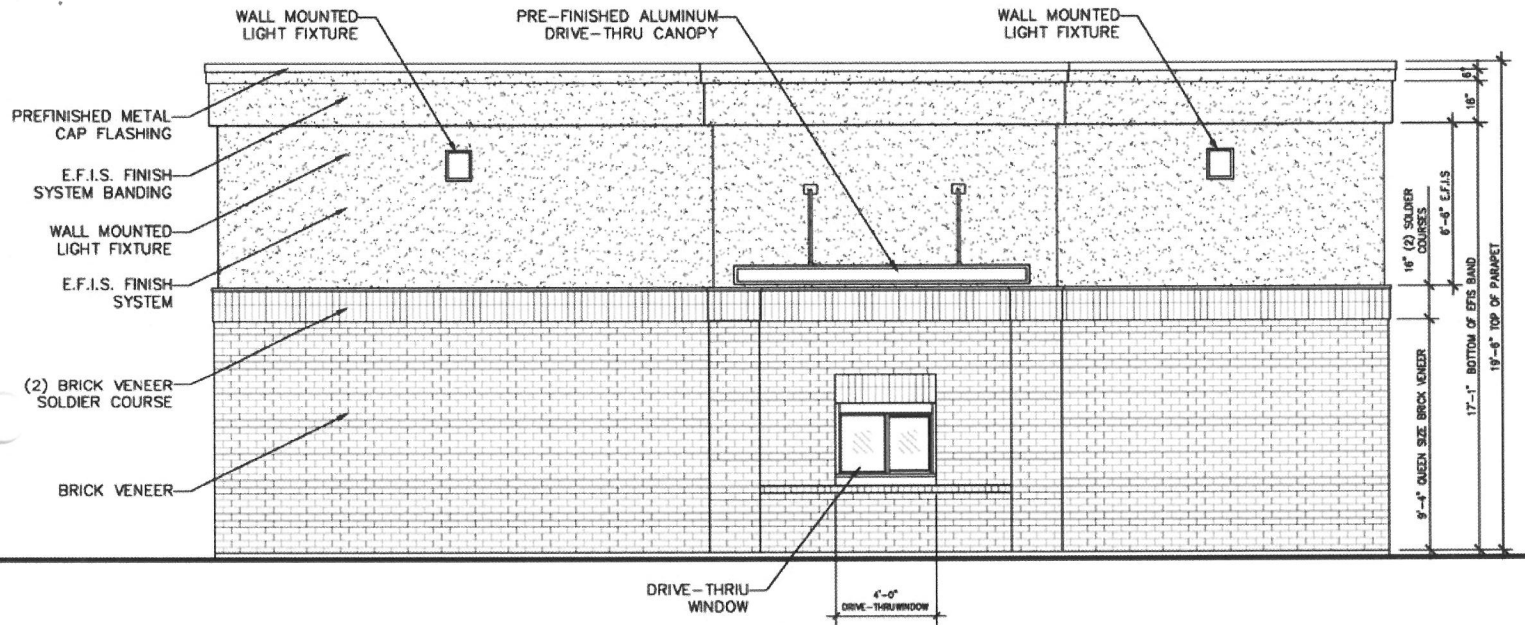 WALL MOUNTED
LIGHT FIXTURE
PRE-FINISHED ALUMINUM
DRIVE-THRU CANOPY
WALL MOUNTED
LIGHT FIXTURE
PREFINISHED METAL
CAP FLASHING
E.F.I.S. FINISH
SYSTEM BANDING
WALL MOUNTED
LIGHT FIXTURE
E.F.I.S. FINISH
SYSTEM
(2) BRICK VENEER
SOLDIER COURSE
BRICK VENEER
DRIVE-THRIU
WINDOW
4'-0"
DRIVE-THRUWINDOW
6"
16"
16" (2) SOLDIER
COURSES
6'-6" E.F.I.S
9'-4" QUEEN SIZE BRICK VENEER
17'-1" BOTTOM OF EFIS BAND
19'-6" TOP OF PARAPET